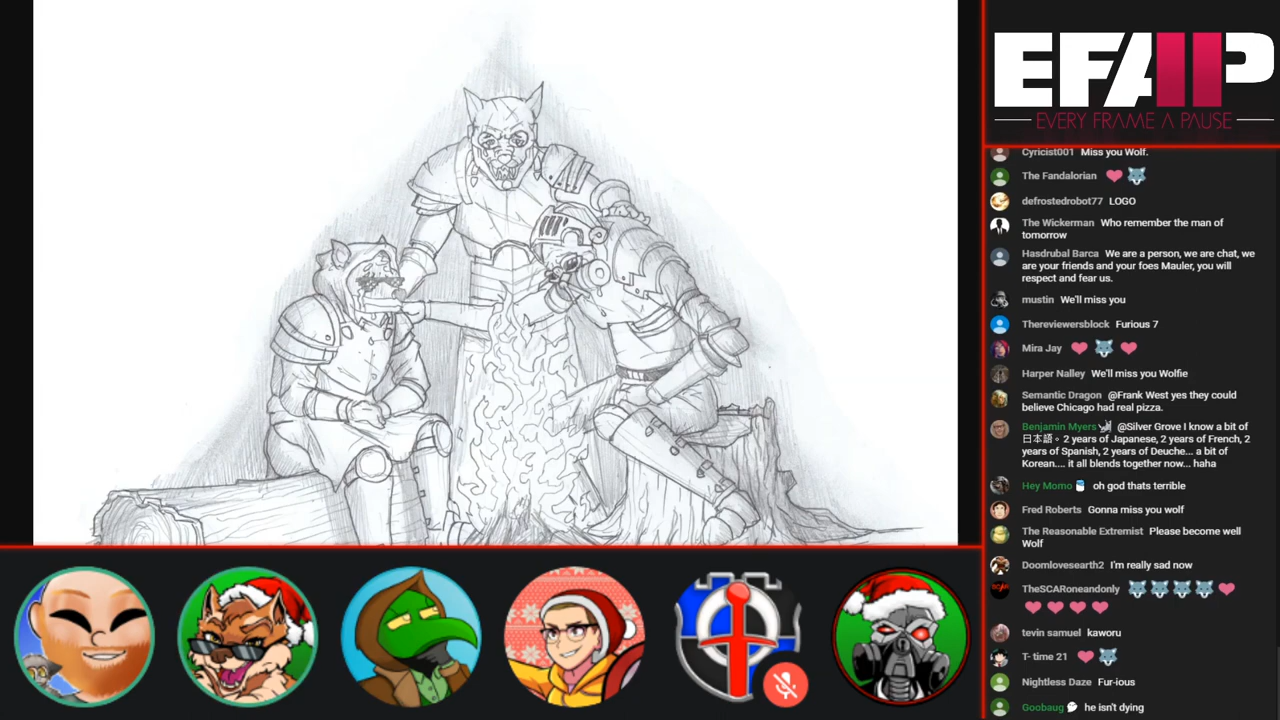 EFAP
EVERY FRAME A PAUSE
Cyricist001 Miss you Wolf.
The Fandalorian
defrostedrobot77 LOGO
The Wickerman Who remember the man of
tomorrow
Hasdrubal Barca We are a person, we are chat, we
are your friends and your foes Mauler, you will
respect and fear us.
mustin We'll miss you
Thereviewersblock Furious 7
Mira Jay
Harper Nalley We'll miss you Wolfie
Semantic Dragon @Frank West yes they could
believe Chicago had real pizza.
Benjamin Myers @Silver Grove I know a bit of
日本語。2 years of Japanese, 2 years of French, 2
years of Spanish, 2 years of Deuche... a bit of
Korean.... it all blends together now... haha
Hey Momo oh god thats terrible
Fred Roberts Gonna miss you wolf
The Reasonable Extremist Please become well
Wolf
Doomlovesearth2 I'm really sad now
TheSCARoneandonly
tevin samuel kaworu
T- time 21
Nightless Daze Fur-ious
Goobaug he isn't dying